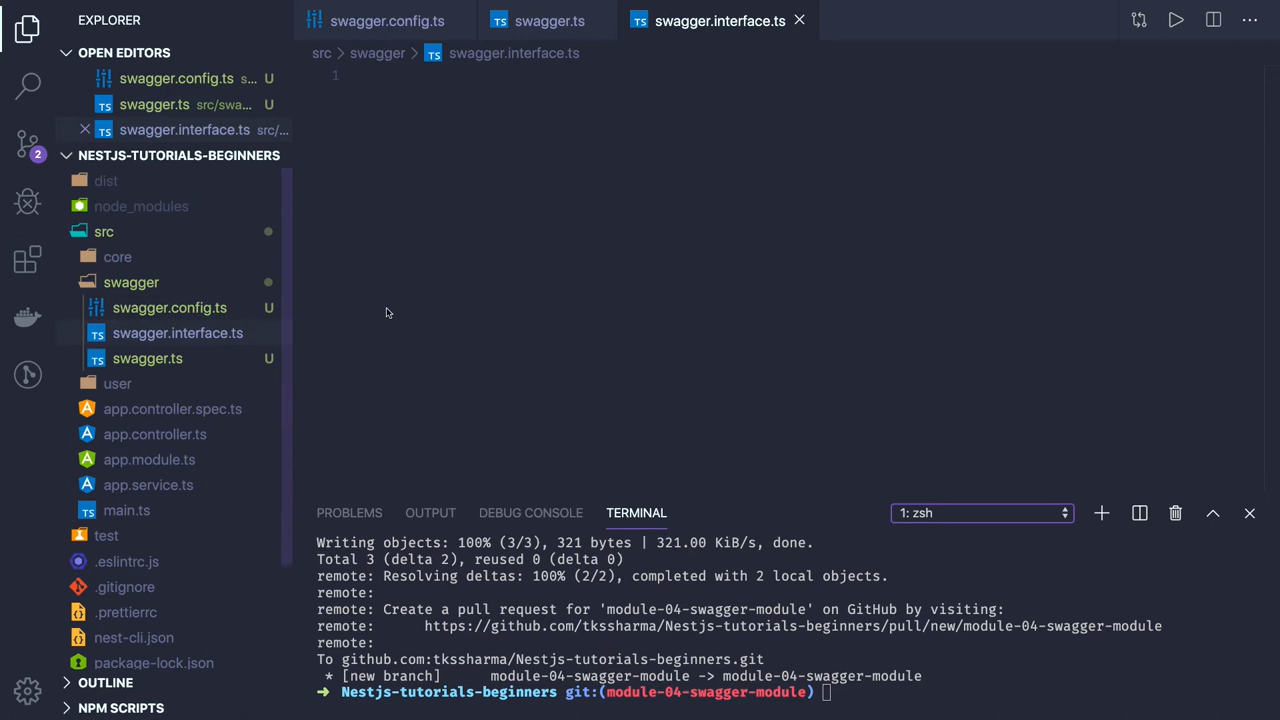 EXPLORER
OPEN EDITORS
swagger.config.ts s... U
swagger.ts src/swa... U
swagger.interface.ts src/...
NESTJS-TUTORIALS-BEGINNERS
dist
node_modules
src
core
swagger
swagger.config.ts U
swagger.interface.ts
swagger.ts U
user
app.controller.spec.ts
app.controller.ts
app.module.ts
app.service.ts
main.ts
test
.eslintrc.js
.gitignore
.prettierrc
nest-cli.json
package-lock.json
OUTLINE
NPM SCRIPTS
2
swagger.config.ts TS swagger.ts TS swagger.interface.ts
src > swagger > TS swagger.interface.ts
1
PROBLEMS OUTPUT DEBUG CONSOLE TERMINAL 1: zsh
Writing objects: 100% (3/3), 321 bytes | 321.00 KiB/s, done.
Total 3 (delta 2), reused 0 (delta 0)
remote: Resolving deltas: 100% (2/2), completed with 2 local objects.
remote:
remote: Create a pull request for 'module-04-swagger-module' on GitHub by visiting:
remote: https://github.com/tkssharma/Nestjs-tutorials-beginners/pull/new/module-04-swagger-module
remote:
To github.com:tkssharma/Nestjs-tutorials-beginners.git
* [new branch] module-04-swagger-module -> module-04-swagger-module
➜ Nestjs-tutorials-beginners git:(module-04-swagger-module)